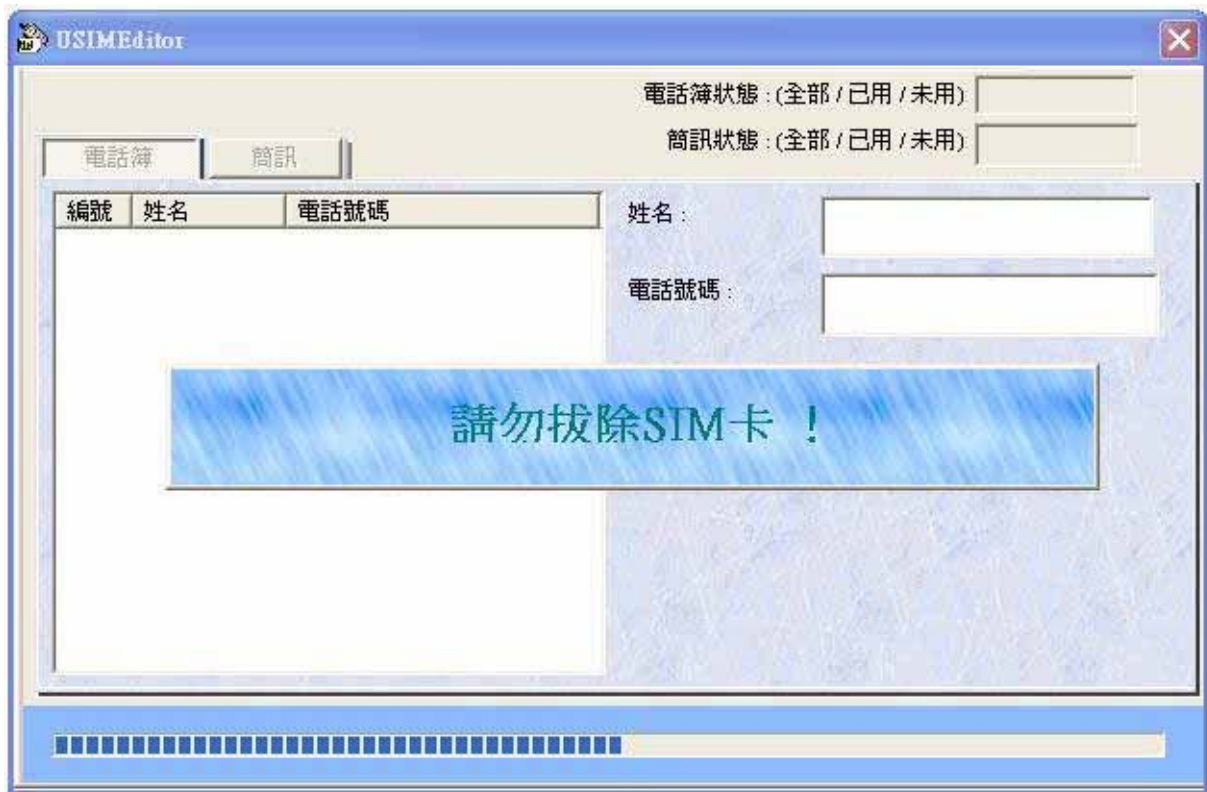 USIMEditor
電話簿狀態 : (全部 / 已用 / 未用)
簡訊狀態 : (全部 / 已用 / 未用)
電話簿 簡訊
編號 姓名 電話號碼
姓名 :
電話號碼 :
請勿拔除SIM卡 !